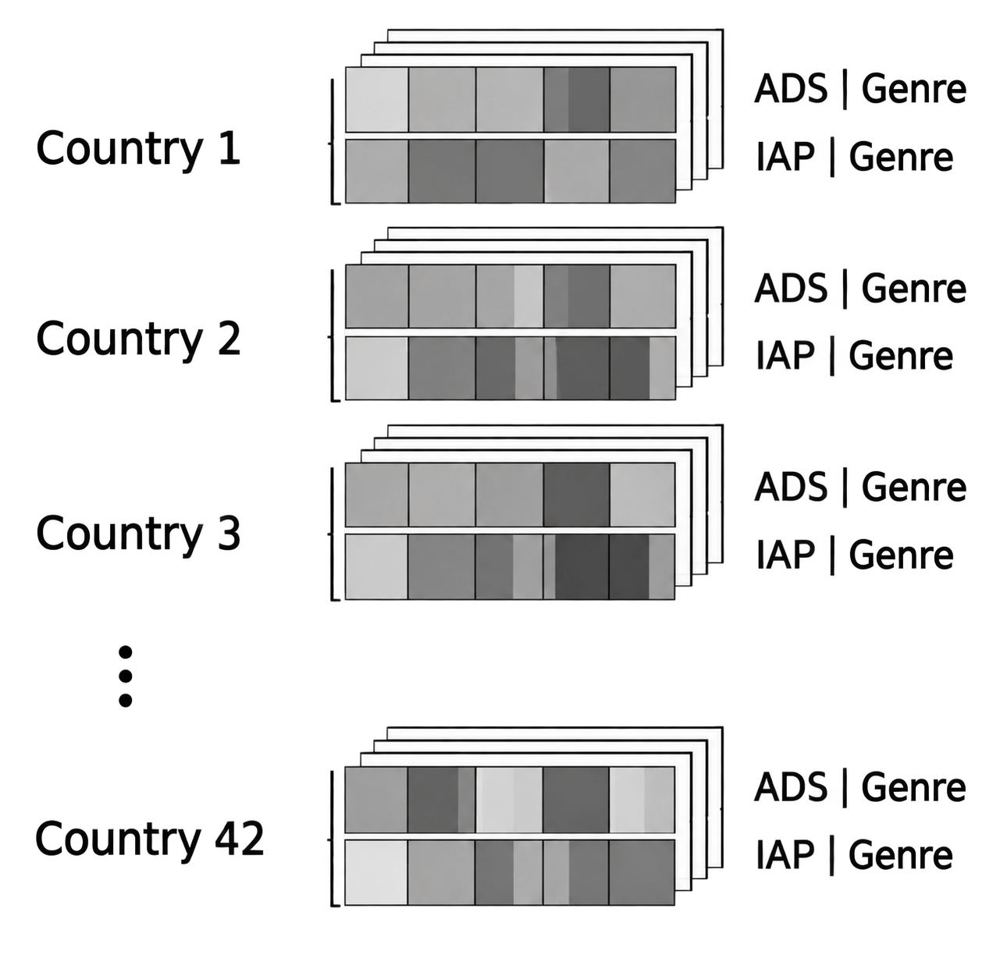 ADS | Genre
Country 1
IAP | Genre
ADS | Genre
Country 2
IAP | Genre
ADS | Genre
Country 3
IAP | Genre
ADS | Genre
Country 42
IAP | Genre